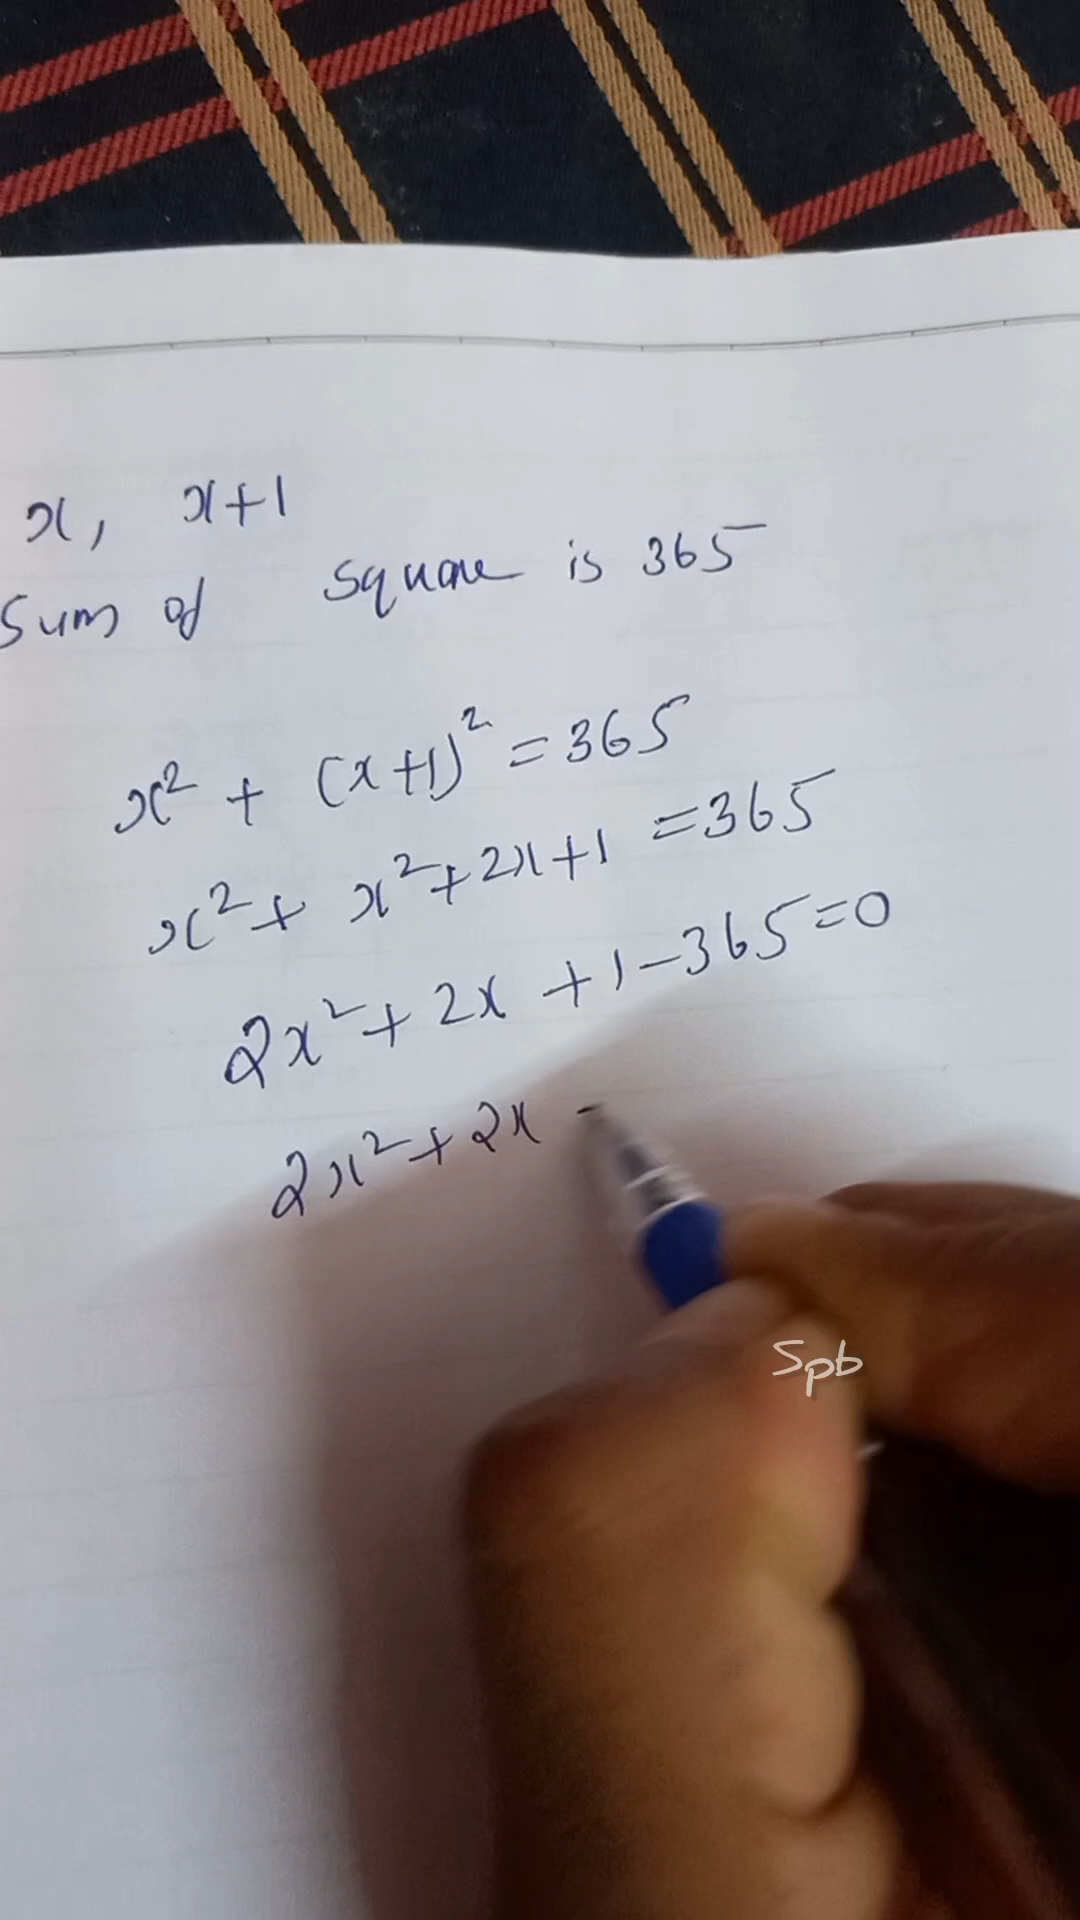 x, x+1
Sum of square is 365
x² + (x+1)² = 365
x² + x² + 2x + 1 = 365
2x² + 2x + 1 - 365 = 0
2x² + 2x -
Spb